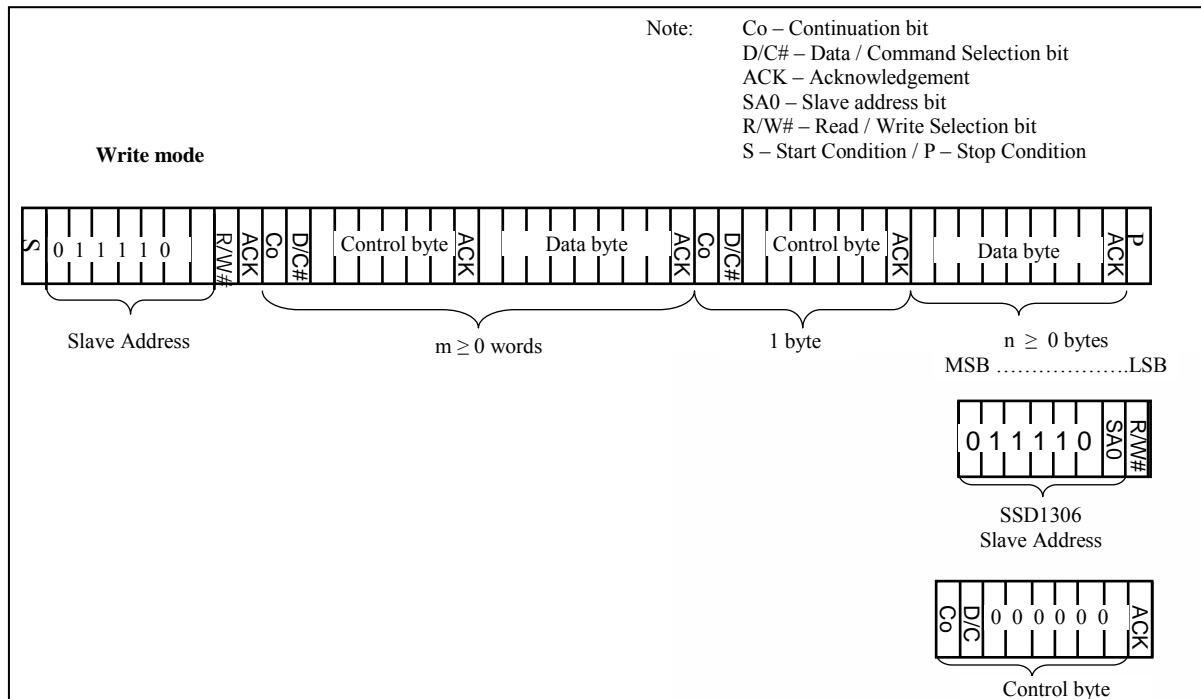 Note: Co – Continuation bit
D/C# – Data / Command Selection bit
ACK – Acknowledgement
SA0 – Slave address bit
R/W# – Read / Write Selection bit
S – Start Condition / P – Stop Condition
Write mode
S 0 1 1 1 1 0 R/W# ACK Co D/C# Control byte ACK Data byte ACK Co D/C# Control byte ACK Data byte ACK P
Slave Address
m ≥ 0 words
1 byte
n ≥ 0 bytes
MSB ………………….LSB
0 1 1 1 1 0 SA0 R/W#
SSD1306
Slave Address
Co D/C 0 0 0 0 0 0 ACK
Control byte